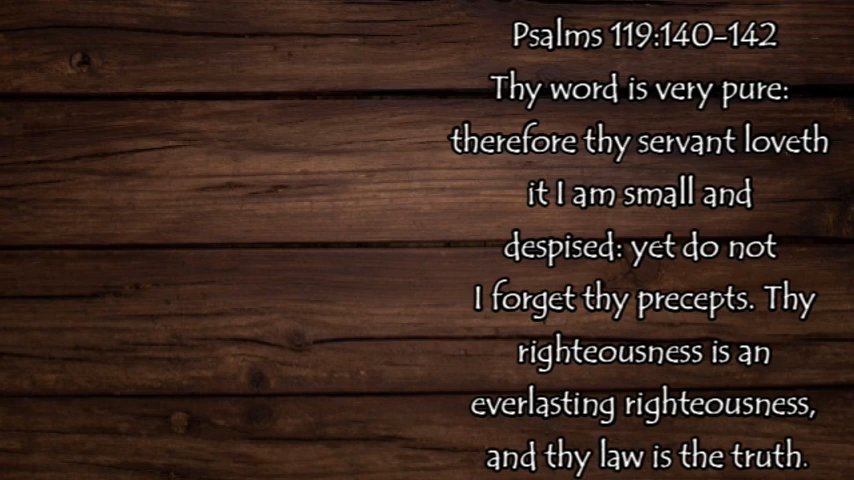 Psalms 119:140-142
Thy word is very pure:
therefore thy servant loveth
it I am small and
despised: yet do not
I forget thy precepts. Thy
righteousness is an
everlasting righteousness,
and thy law is the truth.